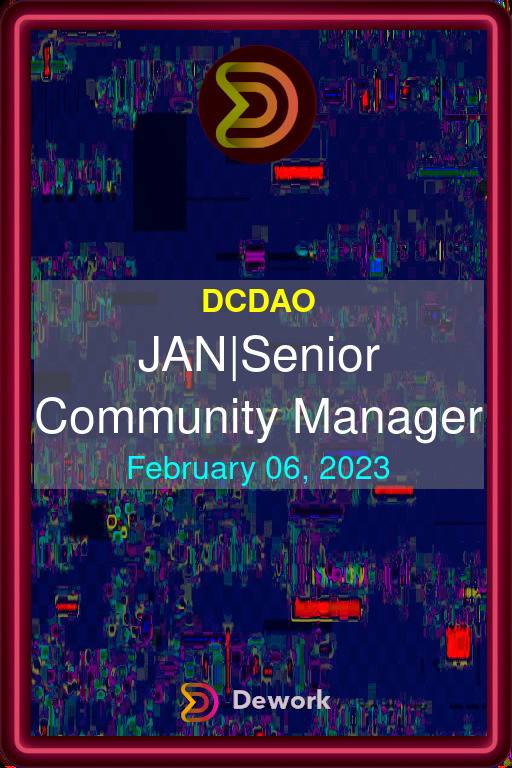 DCDAO
JAN|Senior
Community Manager
February 06, 2023
Dework